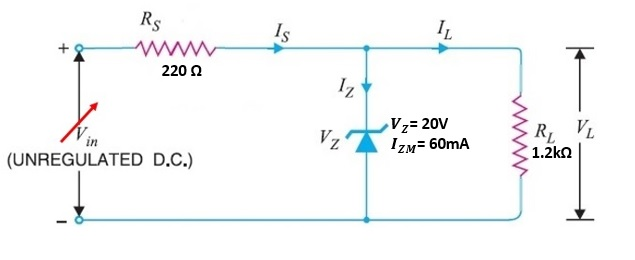 R_S
I_S
I_L
+
220 Ω
I_Z
V_Z= 20V
V_Z
I_ZM= 60mA
V_in
R_L
V_L
(UNREGULATED D.C.)
1.2kΩ
−